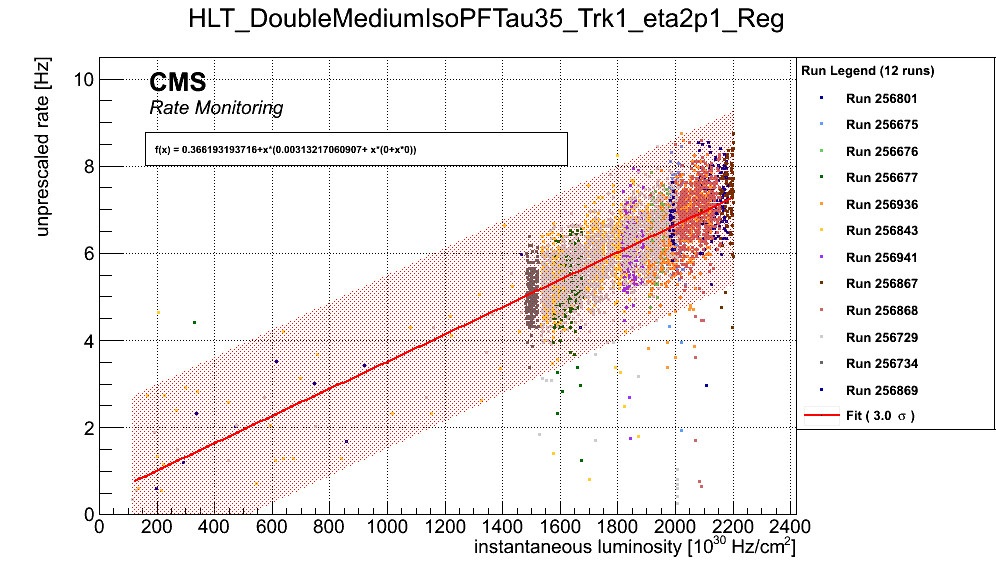 HLT_DoubleMediumIsoPFTau35_Trk1_eta2p1_Reg
unprescaled rate [Hz]
10
8
6
4
2
0
CMS
Rate Monitoring
f(x) = 0.366193193716+x*(0.00313217060907+ x*(0+x*0))
0 200 400 600 800 1000 1200 1400 1600 1800 2000 2200 2400
instantaneous luminosity [10³⁰ Hz/cm²]
Run Legend (12 runs)
Run 256801
Run 256675
Run 256676
Run 256677
Run 256936
Run 256843
Run 256941
Run 256867
Run 256868
Run 256729
Run 256734
Run 256869
Fit ( 3.0 σ )